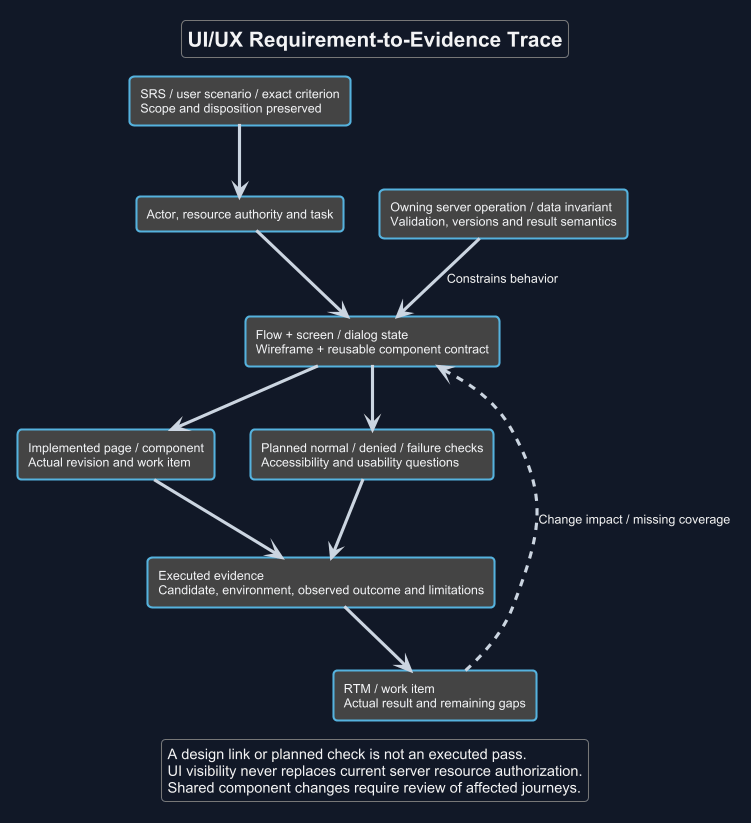 UI/UX Requirement-to-Evidence Trace
SRS / user scenario / exact criterion
Scope and disposition preserved
Actor, resource authority and task
Owning server operation / data invariant
Validation, versions and result semantics
Constrains behavior
Flow + screen / dialog state
Wireframe + reusable component contract
Implemented page / component
Actual revision and work item
Planned normal / denied / failure checks
Accessibility and usability questions
Change impact / missing coverage
Executed evidence
Candidate, environment, observed outcome and limitations
RTM / work item
Actual result and remaining gaps
A design link or planned check is not an executed pass.
UI visibility never replaces current server resource authorization.
Shared component changes require review of affected journeys.